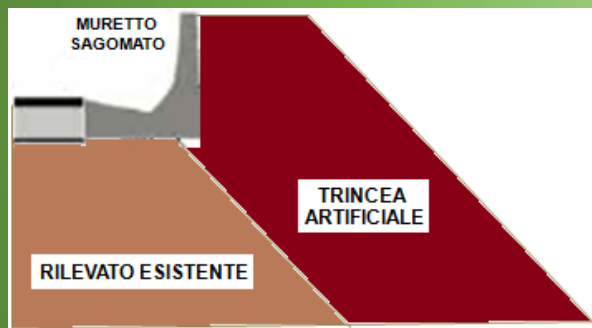 MURETTO
SAGOMATO
TRINCEA
ARTIFICIALE
RILEVATO ESISTENTE